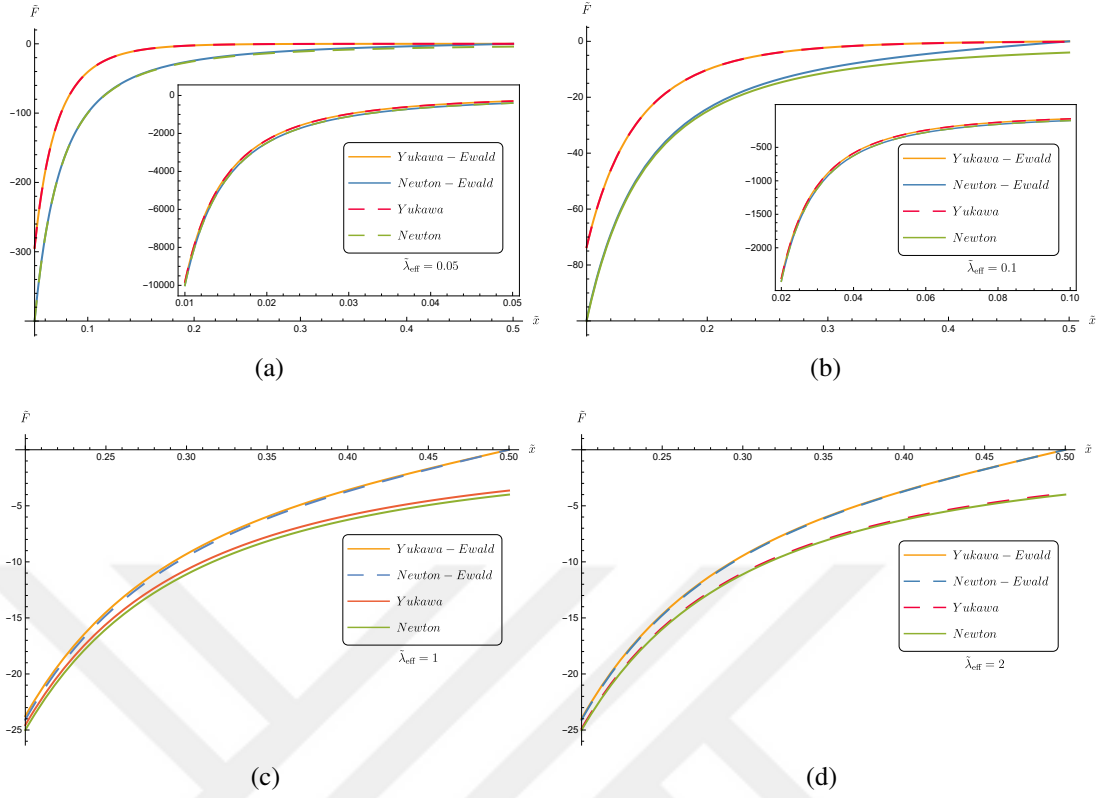 F̃
0
-100
-200
-300
0.1
0.2
0.3
0.4
0.5
x̃
0
-2000
-4000
-6000
-8000
-10000
0.01
0.02
0.03
0.04
0.05
Yukawa − Ewald
Newton − Ewald
Yukawa
Newton
λ̃eff = 0.05
(a)
F̃
0
-20
-40
-60
-80
0.2
0.3
0.4
0.5
x̃
-500
-1000
-1500
-2000
0.02
0.04
0.06
0.08
0.10
Yukawa − Ewald
Newton − Ewald
Yukawa
Newton
λ̃eff = 0.1
(b)
F̃
0.25
0.30
0.35
0.40
0.45
0.50
x̃
-5
-10
-15
-20
-25
Yukawa − Ewald
Newton − Ewald
Yukawa
Newton
λ̃eff = 1
(c)
F̃
0.25
0.30
0.35
0.40
0.45
0.50
x̃
-5
-10
-15
-20
-25
Yukawa − Ewald
Newton − Ewald
Yukawa
Newton
λ̃eff = 2
(d)